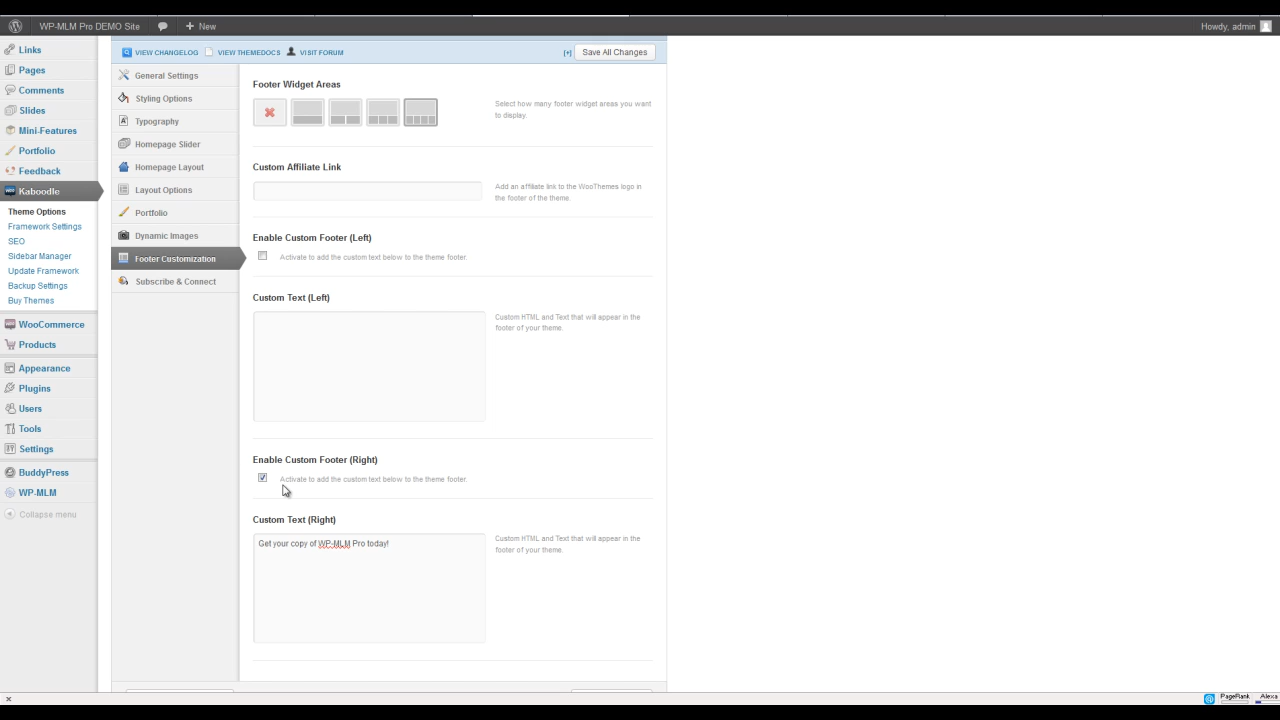 WP-MLM Pro DEMO Site
+ New
Howdy, admin
Links
Pages
Comments
Slides
Mini-Features
Portfolio
Feedback
Kaboodle
Theme Options
Framework Settings
SEO
Sidebar Manager
Update Framework
Backup Settings
Buy Themes
WooCommerce
Products
Appearance
Plugins
Users
Tools
Settings
BuddyPress
WP-MLM
Collapse menu
VIEW CHANGELOG
VIEW THEMEDOCS
VISIT FORUM
[+]
Save All Changes
General Settings
Styling Options
Typography
Homepage Slider
Homepage Layout
Layout Options
Portfolio
Dynamic Images
Footer Customization
Subscribe & Connect
Footer Widget Areas
Select how many footer widget areas you want
to display.
Custom Affiliate Link
Add an affiliate link to the WooThemes logo in
the footer of the theme.
Enable Custom Footer (Left)
Activate to add the custom text below to the theme footer.
Custom Text (Left)
Custom HTML and Text that will appear in the
footer of your theme.
Enable Custom Footer (Right)
Activate to add the custom text below to the theme footer.
Custom Text (Right)
Get your copy of WP-MLM Pro today!
Custom HTML and Text that will appear in the
footer of your theme.
PageRank
Alexa